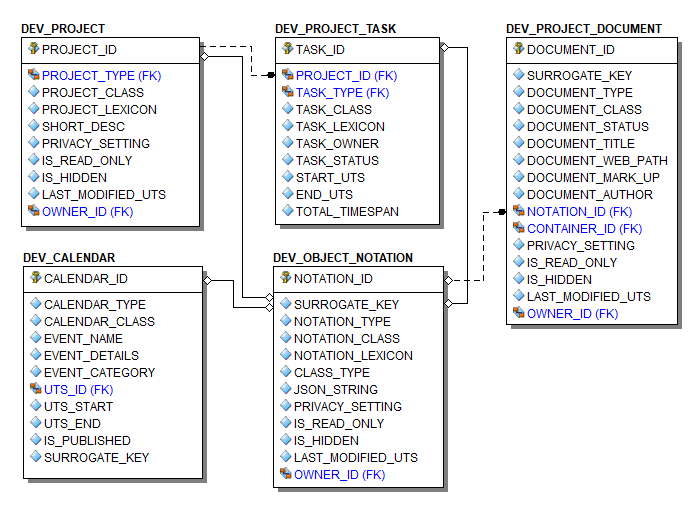 DEV_PROJECT
PROJECT_ID
PROJECT_TYPE (FK)
PROJECT_CLASS
PROJECT_LEXICON
SHORT_DESC
PRIVACY_SETTING
IS_READ_ONLY
IS_HIDDEN
LAST_MODIFIED_UTS
OWNER_ID (FK)
DEV_PROJECT_TASK
TASK_ID
PROJECT_ID (FK)
TASK_TYPE (FK)
TASK_CLASS
TASK_LEXICON
TASK_OWNER
TASK_STATUS
START_UTS
END_UTS
TOTAL_TIMESPAN
DEV_PROJECT_DOCUMENT
DOCUMENT_ID
SURROGATE_KEY
DOCUMENT_TYPE
DOCUMENT_CLASS
DOCUMENT_STATUS
DOCUMENT_TITLE
DOCUMENT_WEB_PATH
DOCUMENT_MARK_UP
DOCUMENT_AUTHOR
NOTATION_ID (FK)
CONTAINER_ID (FK)
PRIVACY_SETTING
IS_READ_ONLY
IS_HIDDEN
LAST_MODIFIED_UTS
OWNER_ID (FK)
DEV_CALENDAR
CALENDAR_ID
CALENDAR_TYPE
CALENDAR_CLASS
EVENT_NAME
EVENT_DETAILS
EVENT_CATEGORY
UTS_ID (FK)
UTS_START
UTS_END
IS_PUBLISHED
SURROGATE_KEY
DEV_OBJECT_NOTATION
NOTATION_ID
SURROGATE_KEY
NOTATION_TYPE
NOTATION_CLASS
NOTATION_LEXICON
CLASS_TYPE
JSON_STRING
PRIVACY_SETTING
IS_READ_ONLY
IS_HIDDEN
LAST_MODIFIED_UTS
OWNER_ID (FK)